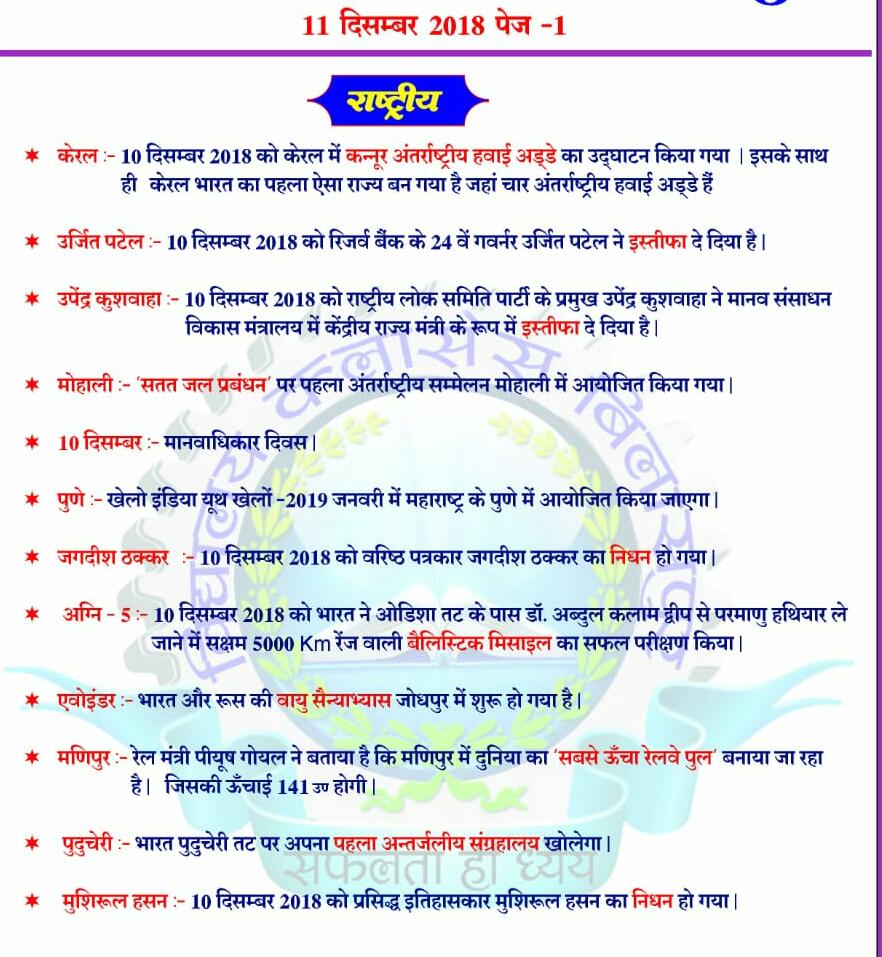 11 दिसम्बर 2018 पेज -1
राष्ट्रीय
✶ केरल :- 10 दिसम्बर 2018 को केरल में कन्नूर अंतर्राष्ट्रीय हवाई अड्डे का उद्घाटन किया गया | इसके साथ
ही केरल भारत का पहला ऐसा राज्य बन गया है जहां चार अंतर्राष्ट्रीय हवाई अड्डे हैं
✶ उर्जित पटेल :- 10 दिसम्बर 2018 को रिजर्व बैंक के 24 वें गवर्नर उर्जित पटेल ने इस्तीफा दे दिया है|
✶ उपेंद्र कुशवाहा :- 10 दिसम्बर 2018 को राष्ट्रीय लोक समिति पार्टी के प्रमुख उपेंद्र कुशवाहा ने मानव संसाधन
विकास मंत्रालय में केंद्रीय राज्य मंत्री के रूप में इस्तीफा दे दिया है|
✶ मोहाली :- 'सतत जल प्रबंधन' पर पहला अंतर्राष्ट्रीय सम्मेलन मोहाली में आयोजित किया गया|
✶ 10 दिसम्बर :- मानवाधिकार दिवस|
✶ पुणे :- खेलो इंडिया यूथ खेलों -2019 जनवरी में महाराष्ट्र के पुणे में आयोजित किया जाएगा|
✶ जगदीश ठक्कर :- 10 दिसम्बर 2018 को वरिष्ठ पत्रकार जगदीश ठक्कर का निधन हो गया|
✶ अग्नि - 5 :- 10 दिसम्बर 2018 को भारत ने ओडिशा तट के पास डॉ. अब्दुल कलाम द्वीप से परमाणु हथियार ले
जाने में सक्षम 5000 Km रेंज वाली बैलिस्टिक मिसाइल का सफल परीक्षण किया|
✶ एवोइंडर :- भारत और रूस की वायु सैन्याभ्यास जोधपुर में शुरू हो गया है|
✶ मणिपुर :- रेल मंत्री पीयूष गोयल ने बताया है कि मणिपुर में दुनिया का 'सबसे ऊँचा रेलवे पुल' बनाया जा रहा
है| जिसकी ऊँचाई 141 उण होगी|
✶ पुदुचेरी :- भारत पुदुचेरी तट पर अपना पहला अन्तर्जलीय संग्रहालय खोलेगा|
✶ मुशिरूल हसन :- 10 दिसम्बर 2018 को प्रसिद्ध इतिहासकार मुशिरूल हसन का निधन हो गया|
क्लासेस बिलासपुर
सफलता ही ध्येय